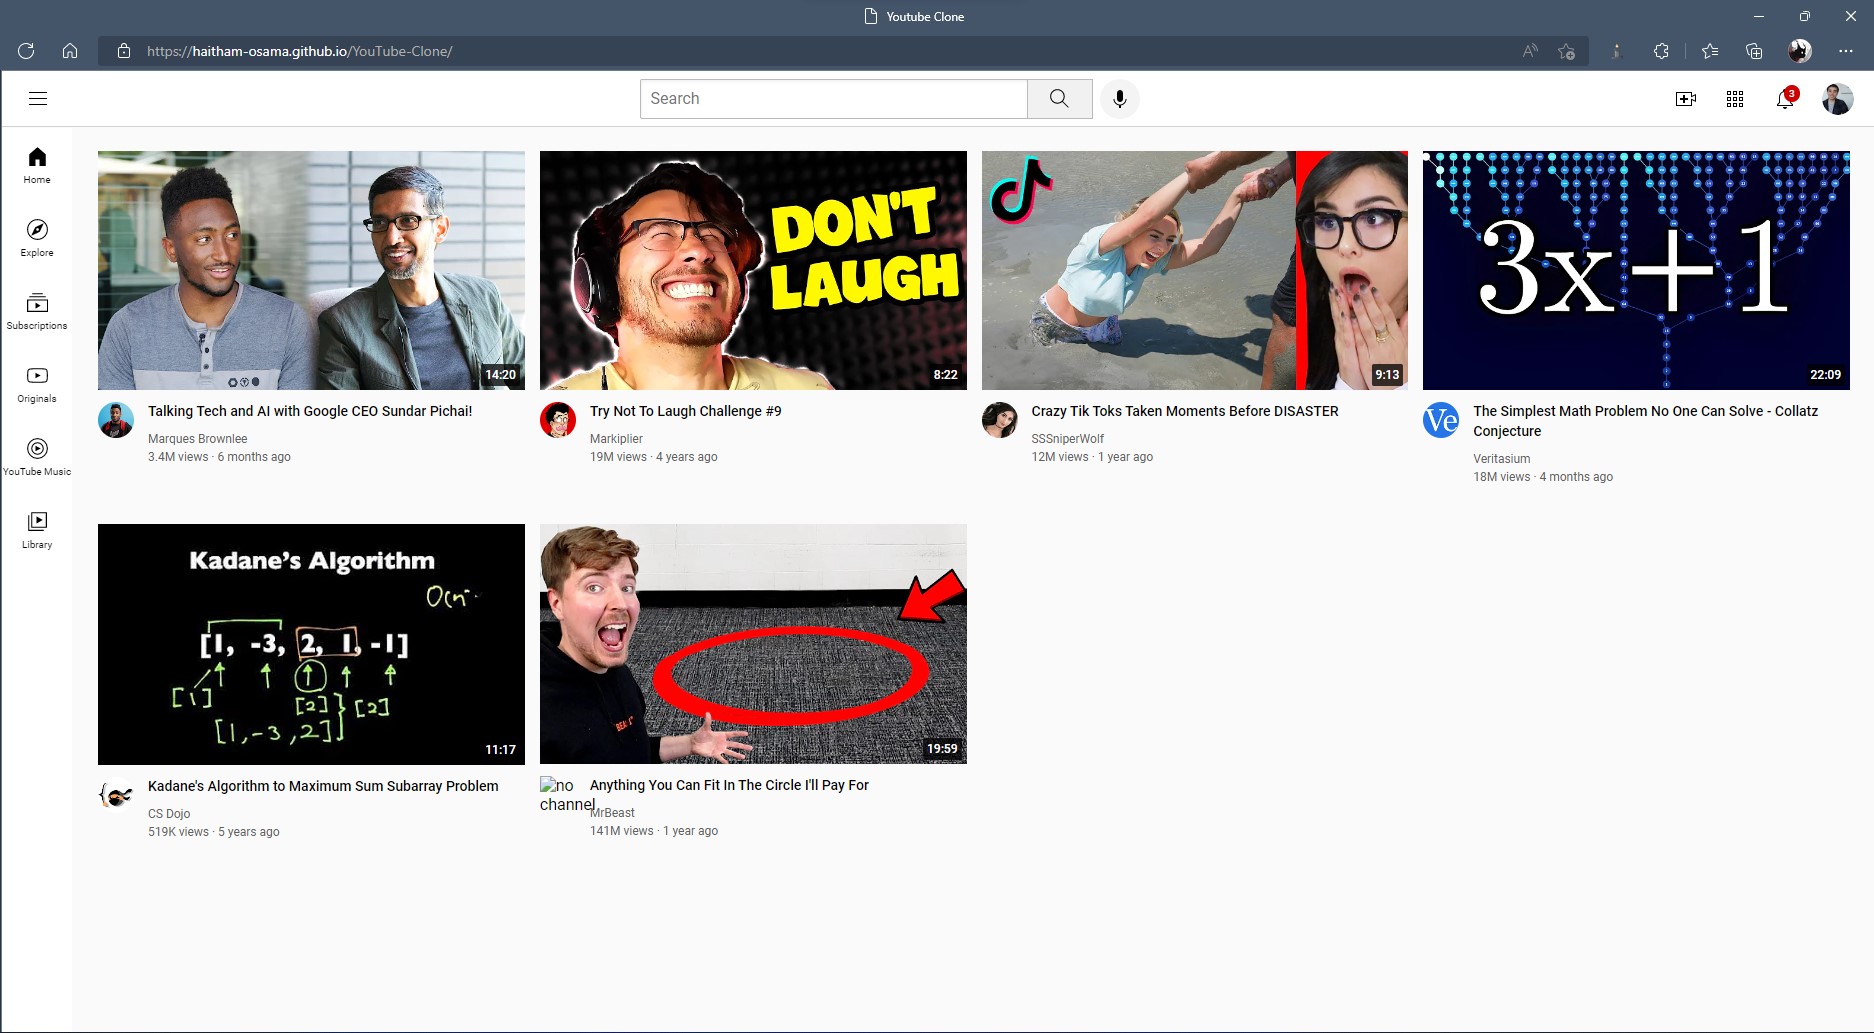 Youtube Clone
https://haitham-osama.github.io/YouTube-Clone/
Search
3
Home
Explore
Subscriptions
Originals
YouTube Music
Library
14:20
Talking Tech and AI with Google CEO Sundar Pichai!
Marques Brownlee
3.4M views · 6 months ago
DON'T
LAUGH
8:22
Try Not To Laugh Challenge #9
Markiplier
19M views · 4 years ago
9:13
Crazy Tik Toks Taken Moments Before DISASTER
SSSniperWolf
12M views · 1 year ago
3x+1
22:09
Ve
The Simplest Math Problem No One Can Solve - Collatz
Conjecture
Veritasium
18M views · 4 months ago
Kadane's Algorithm
O(n
[1, -3, 2, 1, -1]
[1]
[2]
[2]
[1,-3,2]
11:17
Kadane's Algorithm to Maximum Sum Subarray Problem
CS Dojo
519K views · 5 years ago
19:59
no
channel
Anything You Can Fit In The Circle I'll Pay For
MrBeast
141M views · 1 year ago